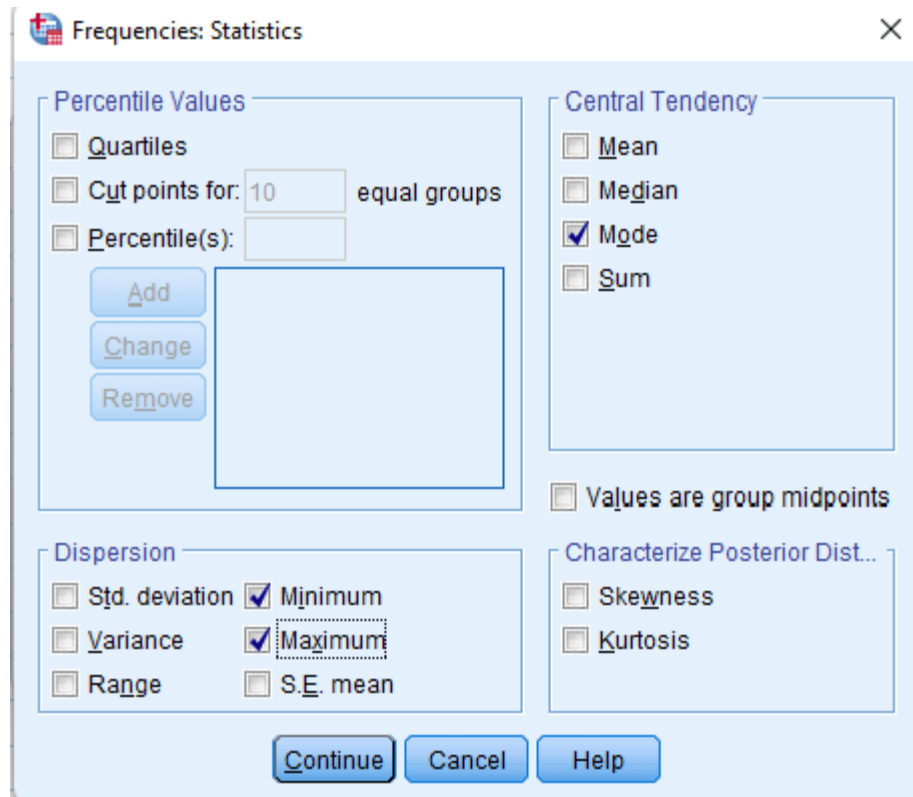 Frequencies: Statistics
Percentile Values
Quartiles
Cut points for: 10 equal groups
Percentile(s):
Add
Change
Remove
Central Tendency
Mean
Median
Mode
Sum
Values are group midpoints
Dispersion
Std. deviation Minimum
Variance Maximum
Range S.E. mean
Characterize Posterior Dist...
Skewness
Kurtosis
Continue Cancel Help